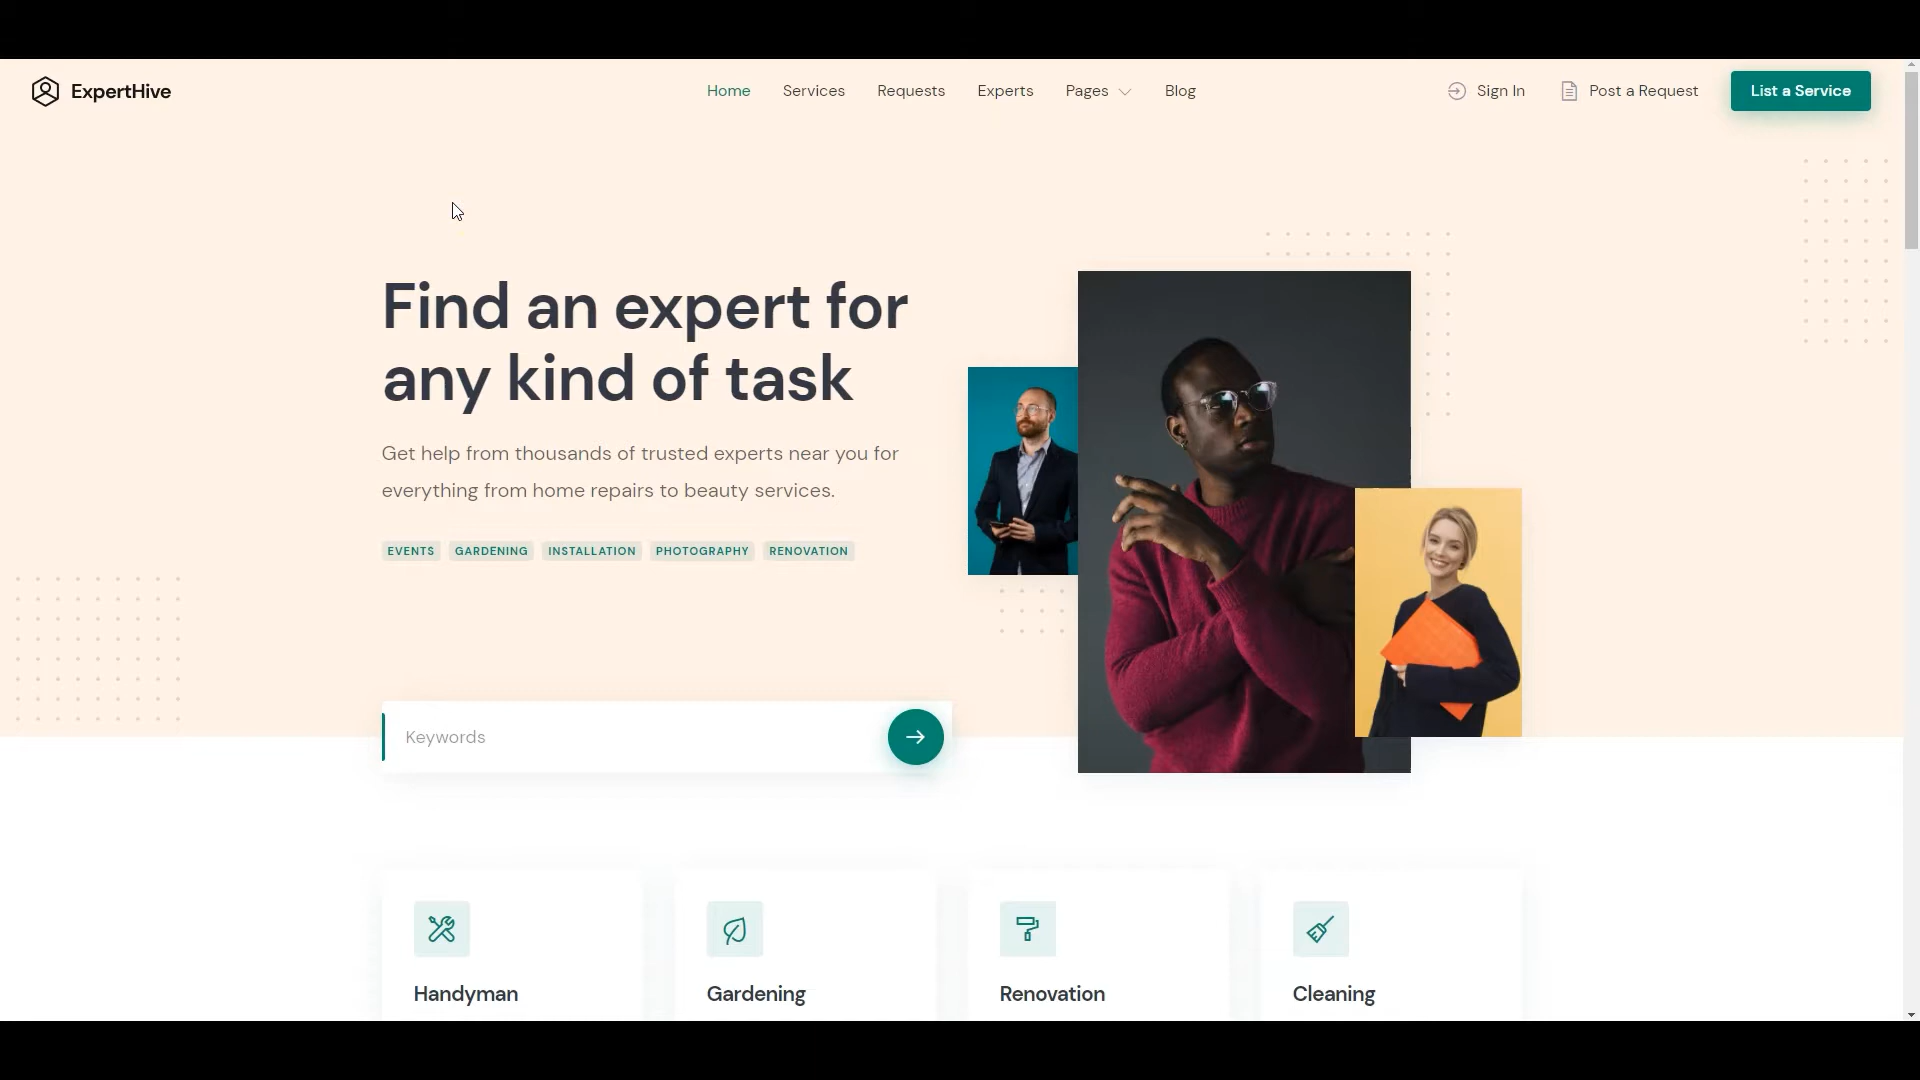 ExpertHive
Home Services Requests Experts Pages Blog
Sign In Post a Request List a Service
Find an expert for
any kind of task
Get help from thousands of trusted experts near you for
everything from home repairs to beauty services.
EVENTS GARDENING INSTALLATION PHOTOGRAPHY RENOVATION
Keywords
Handyman
Gardening
Renovation
Cleaning